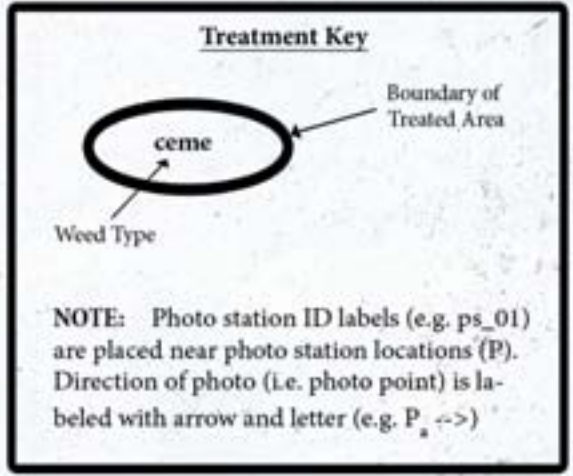 Treatment Key
Boundary of
Treated Area
ceme
Weed Type
NOTE: Photo station ID labels (e.g. ps_01)
are placed near photo station locations (P).
Direction of photo (i.e. photo point) is la-
beled with arrow and letter (e.g. P_a -->)